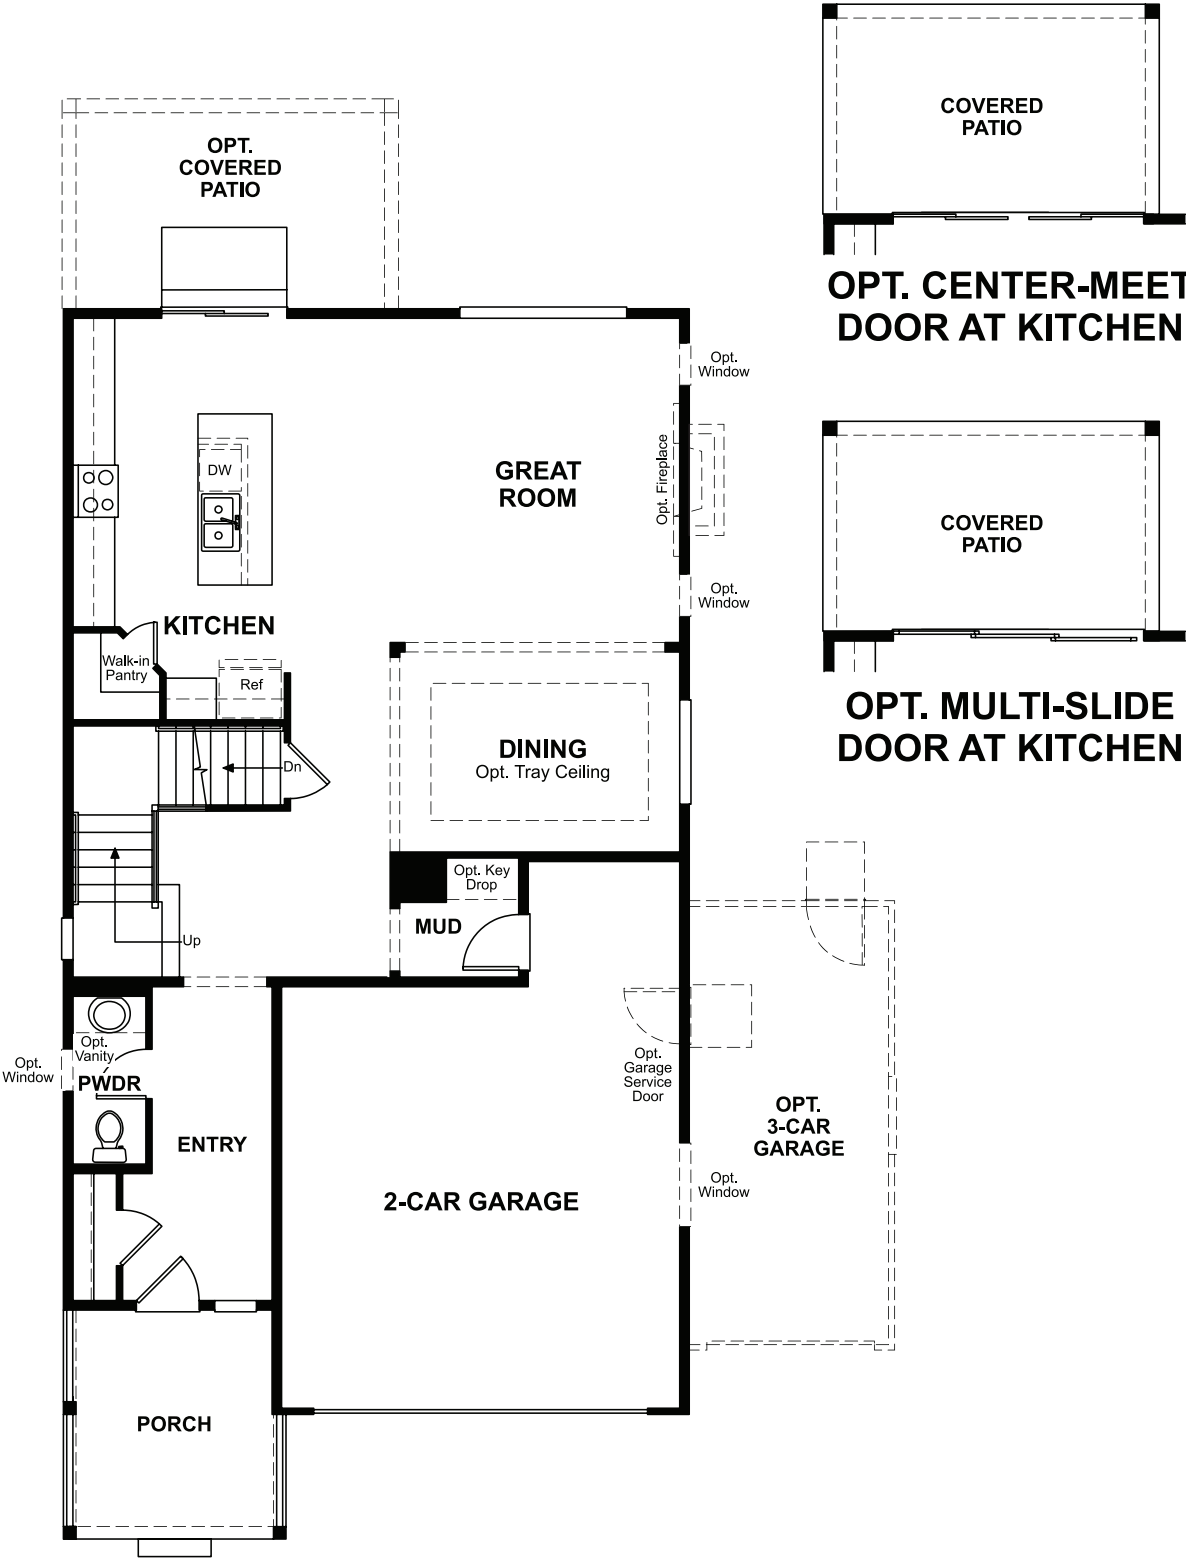 COVERED
PATIO
OPT. CENTER-MEET
DOOR AT KITCHEN
OPT.
COVERED
PATIO
Opt.
Window
GREAT
ROOM
Opt. Fireplace
DW
COVERED
PATIO
OPT. MULTI-SLIDE
DOOR AT KITCHEN
Opt.
Window
KITCHEN
Walk-in
Pantry
Ref
DINING
Opt. Tray Ceiling
Dn
Opt. Key
Drop
MUD
Up
Opt.
Vanity
Opt.
Window
PWDR
Opt.
Garage
Service
Door
OPT.
3-CAR
GARAGE
ENTRY
2-CAR GARAGE
Opt.
Window
PORCH